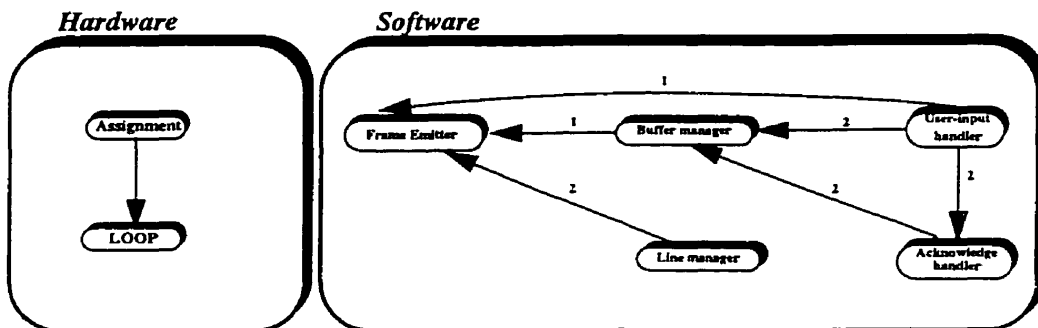 Hardware
Software
1
Assignment
Frame Emitter
1
Buffer manager
2
User-input
handler
2
2
2
LOOP
Line manager
Acknowledge
handler